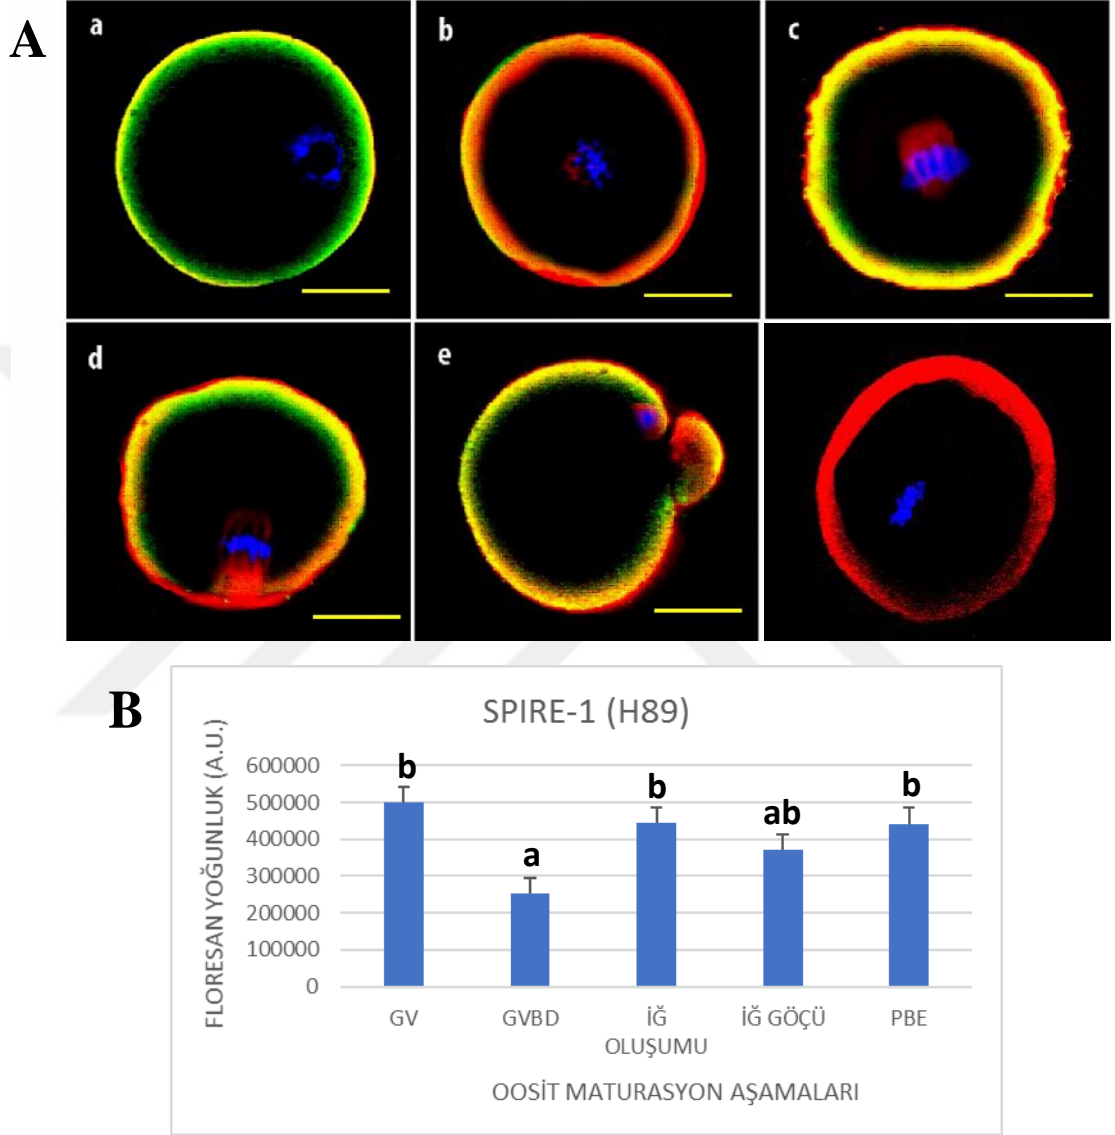 A
a
b
c
d
e
B
SPIRE-1 (H89)
FLORESAN YOĞUNLUK (A.U.)
600000
500000
400000
300000
200000
100000
0
b
a
b
ab
b
GV
GVBD
İĞ
OLUŞUMU
İĞ GÖÇÜ
PBE
OOSİT MATURASYON AŞAMALARI